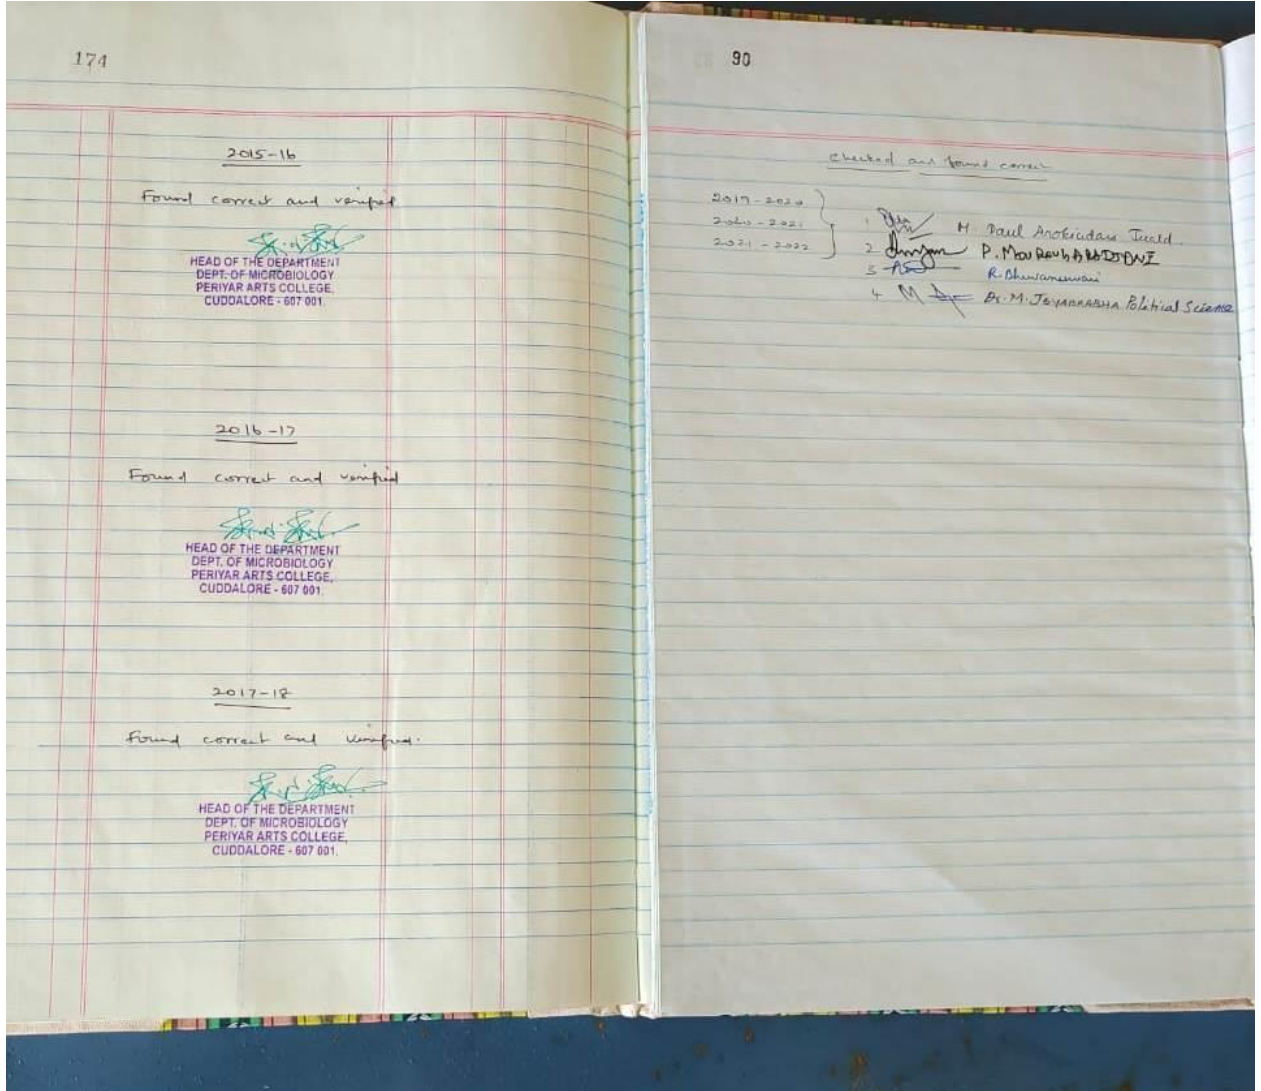 174
2015-16
Found correct and verified
HEAD OF THE DEPARTMENT
DEPT. OF MICROBIOLOGY
PERIYAR ARTS COLLEGE,
CUDDALORE - 607 001.
2016-17
Found correct and verified
HEAD OF THE DEPARTMENT
DEPT. OF MICROBIOLOGY
PERIYAR ARTS COLLEGE,
CUDDALORE - 607 001.
2017-18
Found correct and verified.
HEAD OF THE DEPARTMENT
DEPT. OF MICROBIOLOGY
PERIYAR ARTS COLLEGE,
CUDDALORE - 607 001.
90
Checked and found correct
2019-2020
2020-2021
2021-2022
1 M. Paul
2 P.
3 R. Bhuvaneswari
4 Dr. M. JEYAPRABHA Political Science